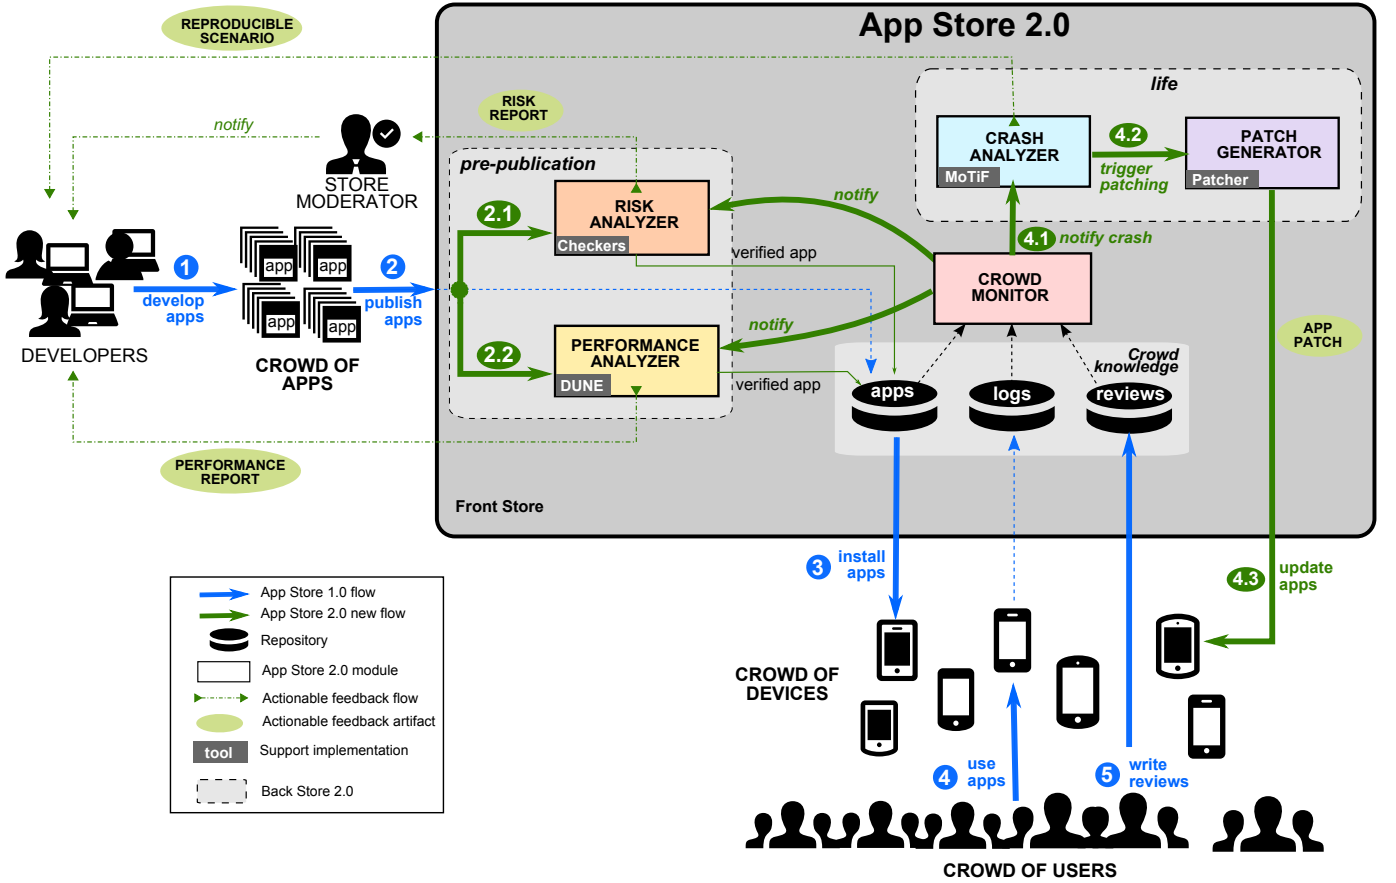 App Store 2.0
REPRODUCIBLE
SCENARIO
life
RISK
REPORT
notify
STORE
MODERATOR
pre-publication
CRASH
ANALYZER
MoTiF
4.2
trigger
patching
PATCH
GENERATOR
Patcher
2.1
RISK
ANALYZER
Checkers
notify
4.1
notify crash
verified app
CROWD
MONITOR
1
develop
apps
app
app
app
app
2
publish
apps
DEVELOPERS
CROWD OF
APPS
2.2
PERFORMANCE
ANALYZER
DUNE
notify
verified app
Crowd
knowledge
apps
logs
reviews
APP
PATCH
PERFORMANCE
REPORT
Front Store
3
install
apps
4.3
update
apps
App Store 1.0 flow
App Store 2.0 new flow
Repository
App Store 2.0 module
Actionable feedback flow
Actionable feedback artifact
tool
Support implementation
Back Store 2.0
CROWD OF
DEVICES
4
use
apps
5
write
reviews
CROWD OF USERS